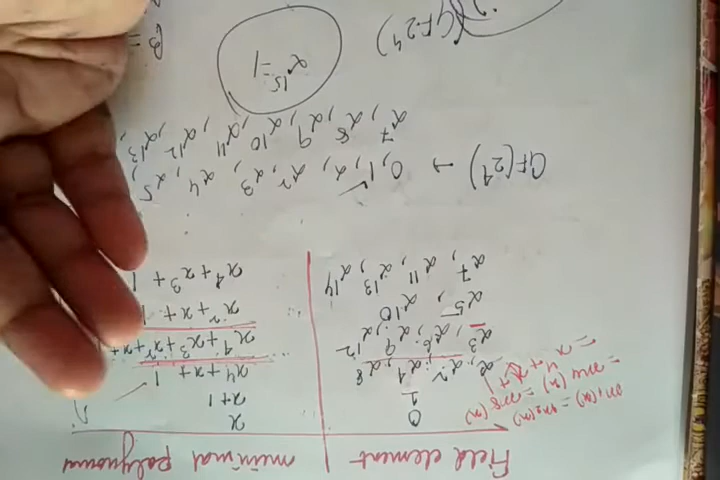 Field element | minimal polynomia
0 x
1 x+1
α, α², α⁴, α⁸ x⁴+x+1
α³, α⁶, α⁹, α¹² x⁴+x³+x²+x+
α⁵, α¹⁰ x²+x+1
α⁷, α¹¹, α¹³, α¹⁴ x⁴+x³+1
m₁(x) = m₂(x)
= m₄(x) = m₈(x)
= x⁴+x+1
GF(2⁴) → 0, 1, α, α², α³, α⁴, α⁵,
α⁷, α⁸, α⁹, α¹⁰, α¹¹, α¹², α¹³,
α¹⁵=1
GF(2⁴)
β =